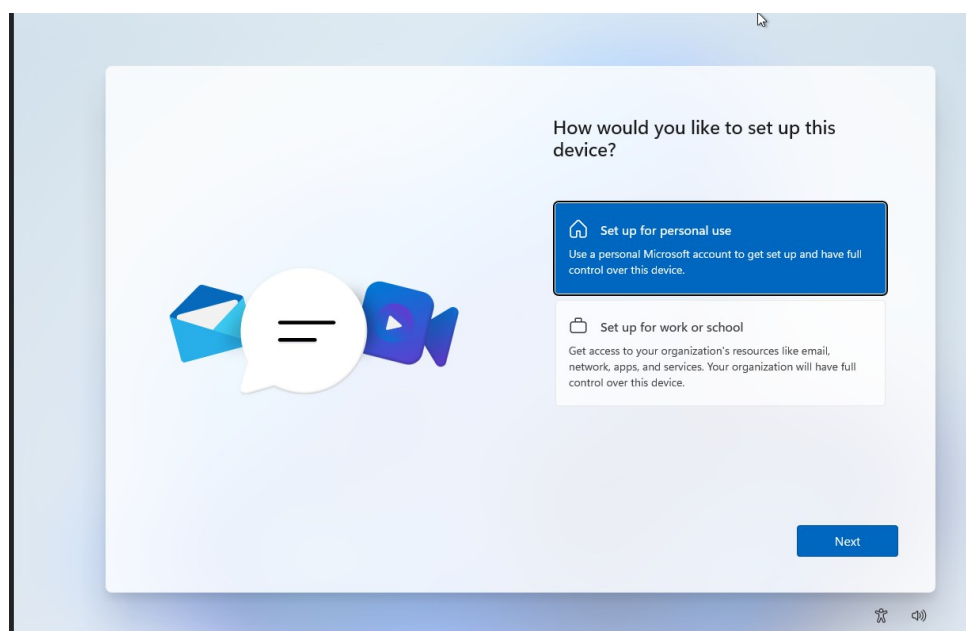 How would you like to set up this
device?
Set up for personal use
Use a personal Microsoft account to get set up and have full
control over this device.
Set up for work or school
Get access to your organization's resources like email,
network, apps, and services. Your organization will have full
control over this device.
Next